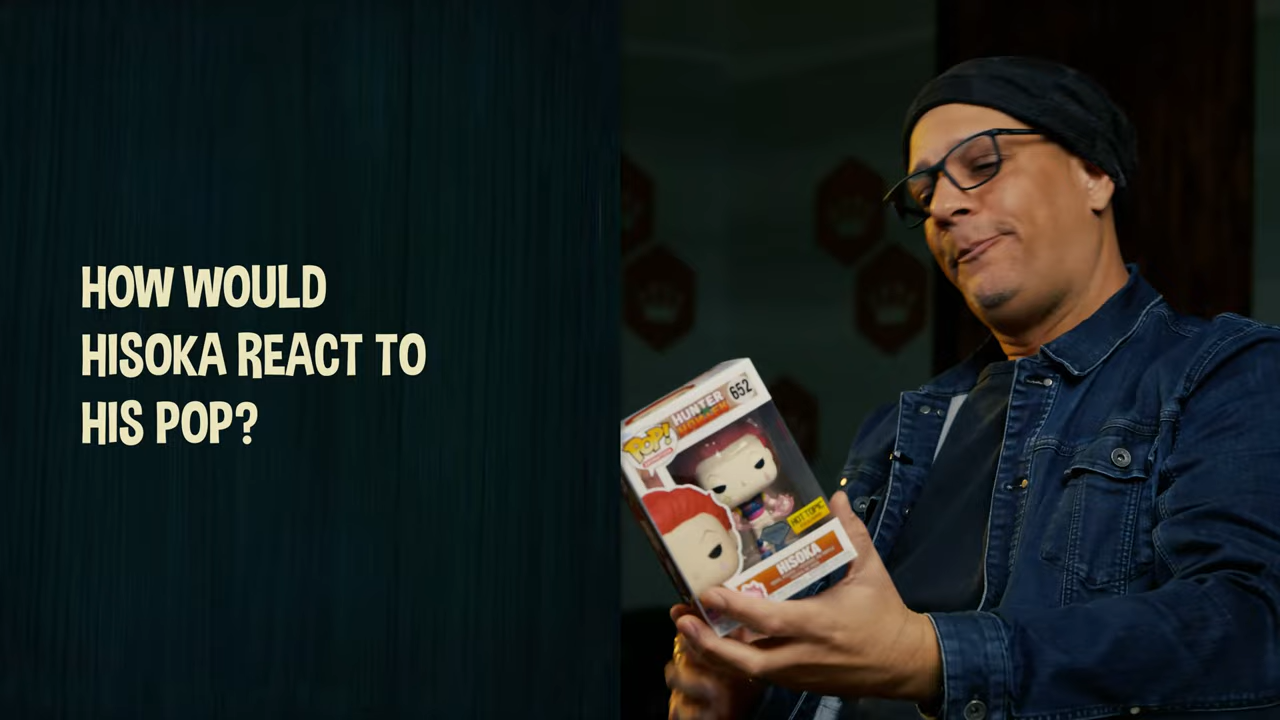 HOW WOULD
HISOKA REACT TO
HIS POP?
652
HUNTER
POP!
HOT TOPIC
HISOKA